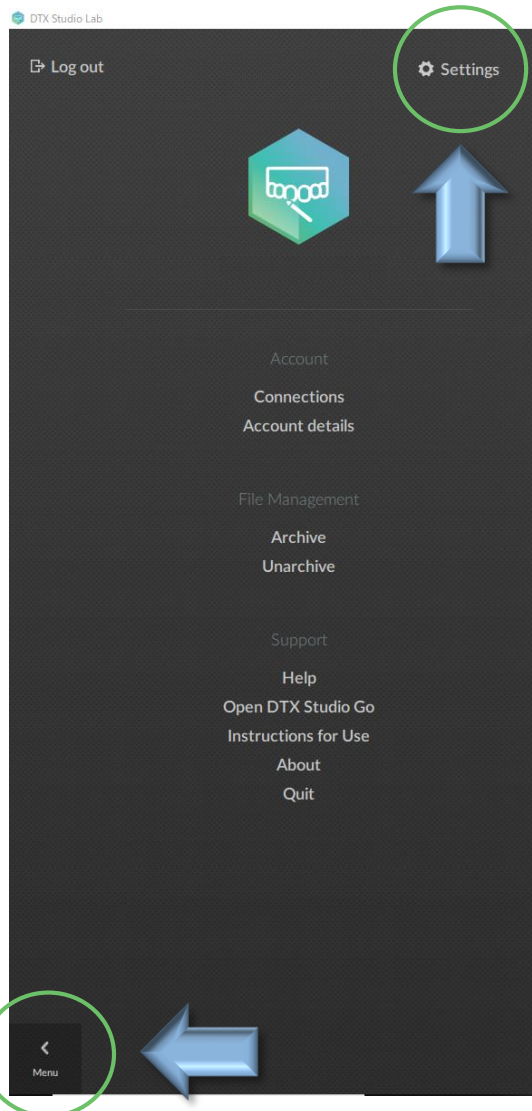 DTX Studio Lab
Log out
Settings
Account
Connections
Account details
File Management
Archive
Unarchive
Support
Help
Open DTX Studio Go
Instructions for Use
About
Quit
Menu